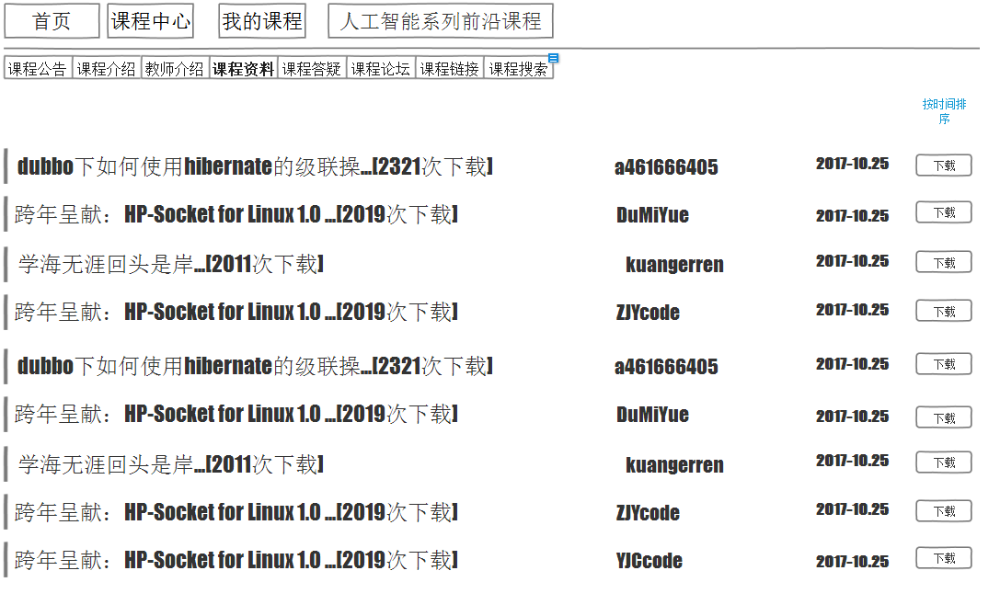 首页 课程中心 我的课程 人工智能系列前沿课程
课程公告 课程介绍 教师介绍 课程资料 课程答疑 课程论坛 课程链接 课程搜索
按时间排
序
dubbo下如何使用hibernate的级联操...[2321次下载] a461666405 2017-10.25 下载
跨年呈献：HP-Socket for Linux 1.0 ...[2019次下载] DuMiYue 2017-10.25 下载
学海无涯回头是岸...[2011次下载] kuangerren 2017-10.25 下载
跨年呈献：HP-Socket for Linux 1.0 ...[2019次下载] ZJYcode 2017-10.25 下载
dubbo下如何使用hibernate的级联操...[2321次下载] a461666405 2017-10.25 下载
跨年呈献：HP-Socket for Linux 1.0 ...[2019次下载] DuMiYue 2017-10.25 下载
学海无涯回头是岸...[2011次下载] kuangerren 2017-10.25 下载
跨年呈献：HP-Socket for Linux 1.0 ...[2019次下载] ZJYcode 2017-10.25 下载
跨年呈献：HP-Socket for Linux 1.0 ...[2019次下载] YJCcode 2017-10.25 下载